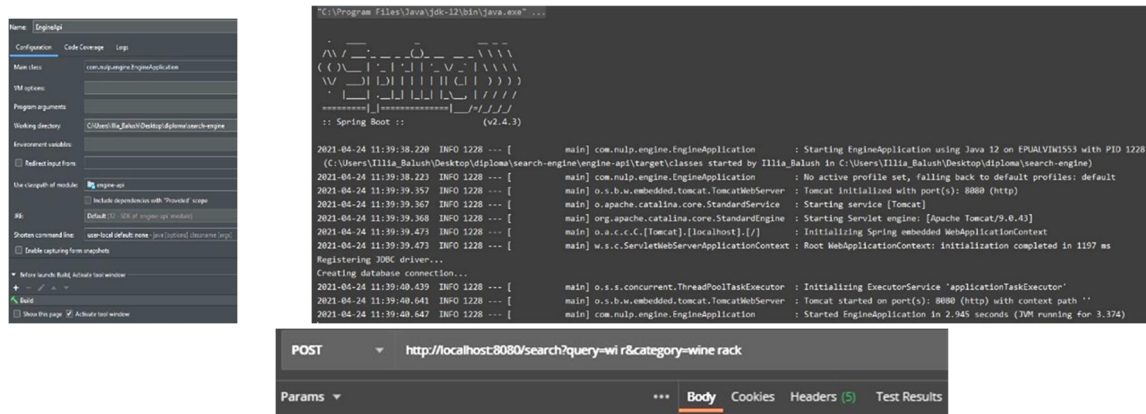 Name: EngineApi
Configuration Code Coverage Logs
Main class: com.nulp.engine.EngineApplication
VM options:
Program arguments:
Working directory: C:\Users\Illia_Balush\Desktop\diploma\search-engine
Environment variables:
Redirect input from:
Use classpath of module: engine-api
Include dependencies with "Provided" scope
JRE: Default (12 - SDK of 'engine-api' module)
Shorten command line: user-local default: none - java [options] classname [args]
Enable capturing form snapshots
Before launch: Build, Activate tool window
Build
Show this page Activate tool window
"C:\Program Files\Java\jdk-12\bin\java.exe" ...
:: Spring Boot :: (v2.4.3)
2021-04-24 11:39:38.220 INFO 1228 --- [ main] com.nulp.engine.EngineApplication : Starting EngineApplication using Java 12 on EPUALVIW1553 with PID 1228
(C:\Users\Illia_Balush\Desktop\diploma\search-engine\engine-api\target\classes started by Illia_Balush in C:\Users\Illia_Balush\Desktop\diploma\search-engine)
2021-04-24 11:39:38.223 INFO 1228 --- [ main] com.nulp.engine.EngineApplication : No active profile set, falling back to default profiles: default
2021-04-24 11:39:39.357 INFO 1228 --- [ main] o.s.b.w.embedded.tomcat.TomcatWebServer : Tomcat initialized with port(s): 8080 (http)
2021-04-24 11:39:39.367 INFO 1228 --- [ main] o.apache.catalina.core.StandardService : Starting service [Tomcat]
2021-04-24 11:39:39.368 INFO 1228 --- [ main] org.apache.catalina.core.StandardEngine : Starting Servlet engine: [Apache Tomcat/9.0.43]
2021-04-24 11:39:39.473 INFO 1228 --- [ main] o.a.c.c.C.[Tomcat].[localhost].[/] : Initializing Spring embedded WebApplicationContext
2021-04-24 11:39:39.473 INFO 1228 --- [ main] w.s.c.ServletWebServerApplicationContext : Root WebApplicationContext: initialization completed in 1197 ms
Registering JDBC driver...
Creating database connection...
2021-04-24 11:39:40.439 INFO 1228 --- [ main] o.s.s.concurrent.ThreadPoolTaskExecutor : Initializing ExecutorService 'applicationTaskExecutor'
2021-04-24 11:39:40.641 INFO 1228 --- [ main] o.s.b.w.embedded.tomcat.TomcatWebServer : Tomcat started on port(s): 8080 (http) with context path ''
2021-04-24 11:39:40.647 INFO 1228 --- [ main] com.nulp.engine.EngineApplication : Started EngineApplication in 2.945 seconds (JVM running for 3.374)
POST http://localhost:8080/search?query=wi r&category=wine rack
Params Body Cookies Headers (5) Test Results